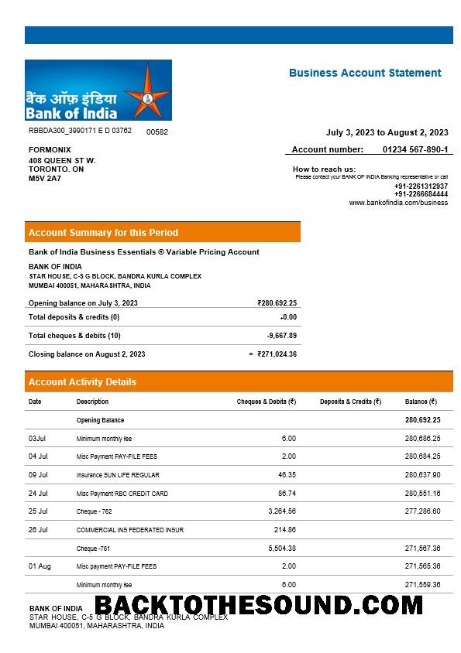 Business Account Statement
बैंक ऑफ़ इंडिया
Bank of India
RBBDA300_3990171 E D 03762 00582
July 3, 2023 to August 2, 2023
FORMONIX
408 QUEEN ST W.
TORONTO. ON
M5V 2A7
Account number: 01234 567-890-1
How to reach us:
Please contact your BANK OF INDIA Banking representative or call
+91-2261312937
+91-2266684444
www.bankofindia.com/business
Account Summary for this Period
Bank of India Business Essentials ® Variable Pricing Account
BANK OF INDIA
STAR HOUSE, C-5 G BLOCK, BANDRA KURLA COMPLEX
MUMBAI 400051, MAHARASHTRA, INDIA
Opening balance on July 3, 2023 ₹280,692.25
Total deposits & credits (0) +0.00
Total cheques & debits (10) -9,667.89
Closing balance on August 2, 2023 = ₹271,024.36
Account Activity Details
Date Description Cheques & Debits (₹) Deposits & Credits (₹) Balance (₹)
Opening Balance 280,692.25
03Jul Minimum monthly fee 6.00 280,686.25
04 Jul Misc Payment PAY-FILE FEES 2.00 280,684.25
09 Jul Insurance SUN LIFE REGULAR 46.35 280,637.90
24 Jul Misc Payment RBC CREDIT CARD 86.74 280,551.16
25 Jul Cheque - 762 3,264.56 277,286.60
26 Jul COMMERCIAL INS FEDERATED INSUR 214.86
Cheque -761 5,504.38 271,567.36
01 Aug Misc payment PAY-FILE FEES 2.00 271,565.36
Minimum monthly fee 6.00 271,559.36
BANK OF INDIA
STAR HOUSE, C-5 G BLOCK, BANDRA KURLA COMPLEX
MUMBAI 400051, MAHARASHTRA, INDIA
BACKTOTHESOUND.COM